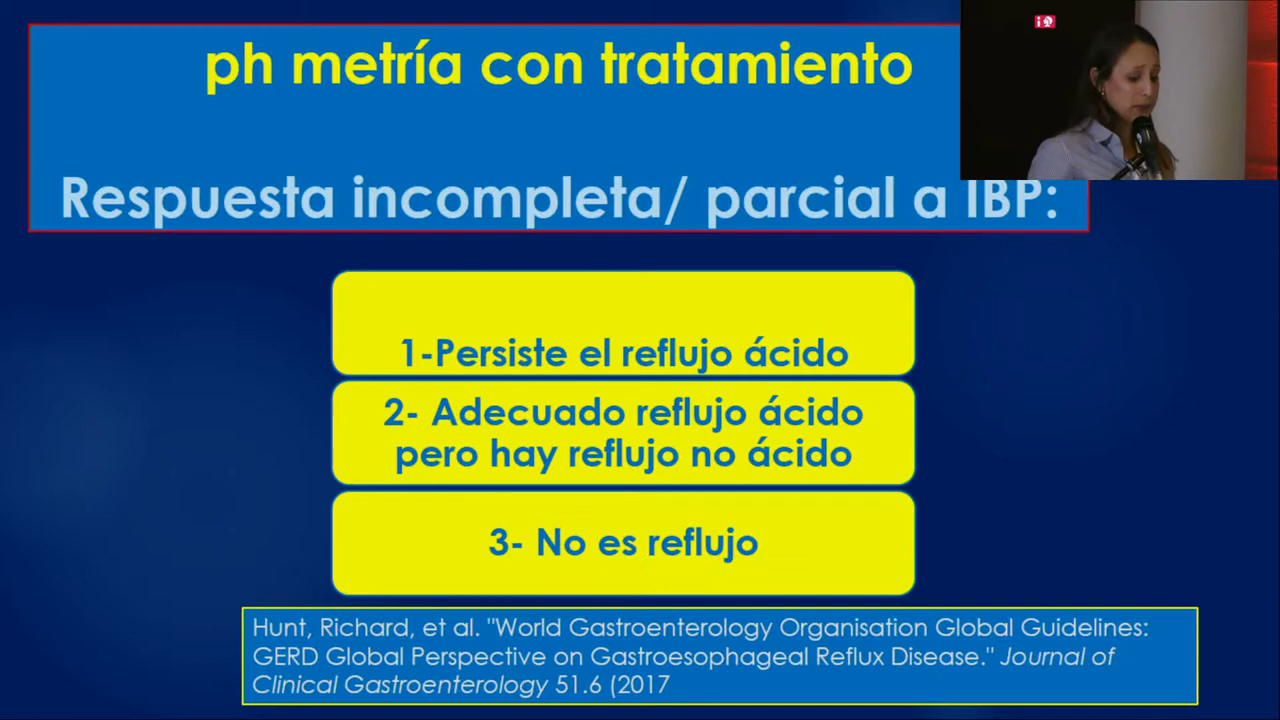 ph metría con tratamiento
Respuesta incompleta/ parcial a IBP:
1-Persiste el reflujo ácido
2- Adecuado reflujo ácido
pero hay reflujo no ácido
3- No es reflujo
Hunt, Richard, et al. "World Gastroenterology Organisation Global Guidelines:
GERD Global Perspective on Gastroesophageal Reflux Disease." Journal of
Clinical Gastroenterology 51.6 (2017